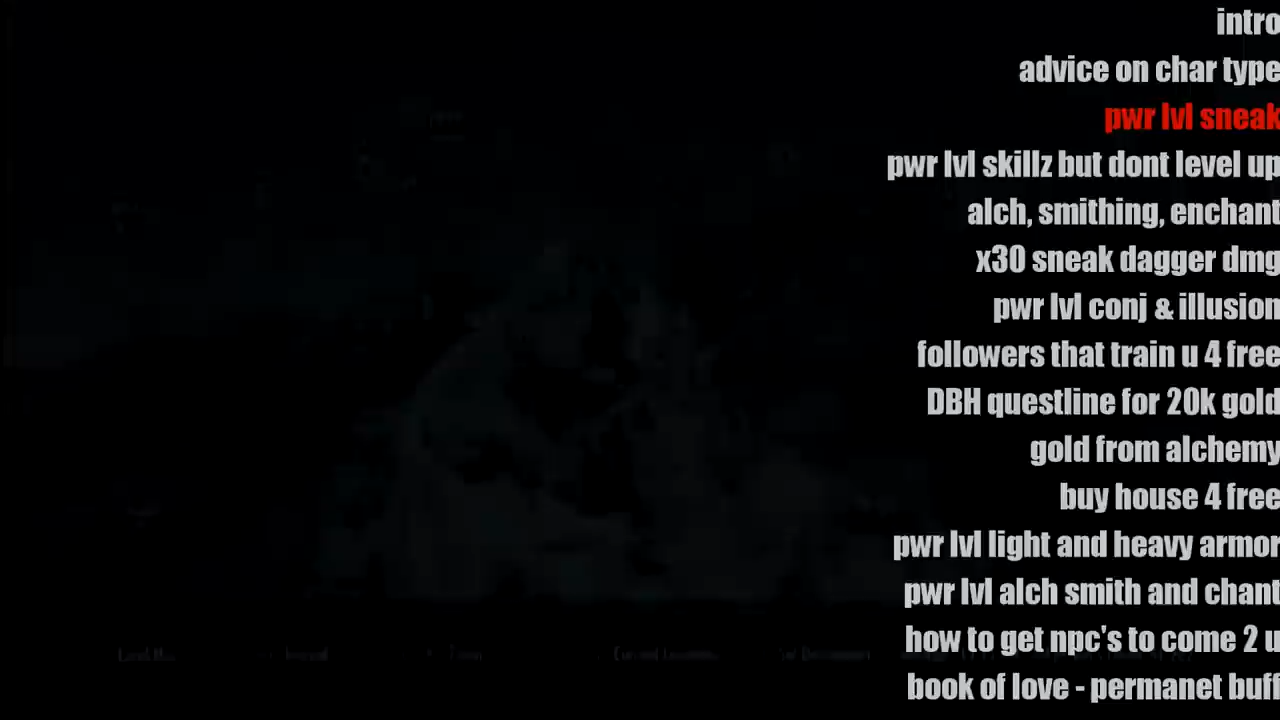 intro
advice on char type
pwr lvl sneak
pwr lvl skillz but dont level up
alch, smithing, enchant
x30 sneak dagger dmg
pwr lvl conj & illusion
followers that train u 4 free
DBH questline for 20k gold
gold from alchemy
buy house 4 free
pwr lvl light and heavy armor
pwr lvl alch smith and chant
how to get npc's to come 2 u
book of love - permanet buff